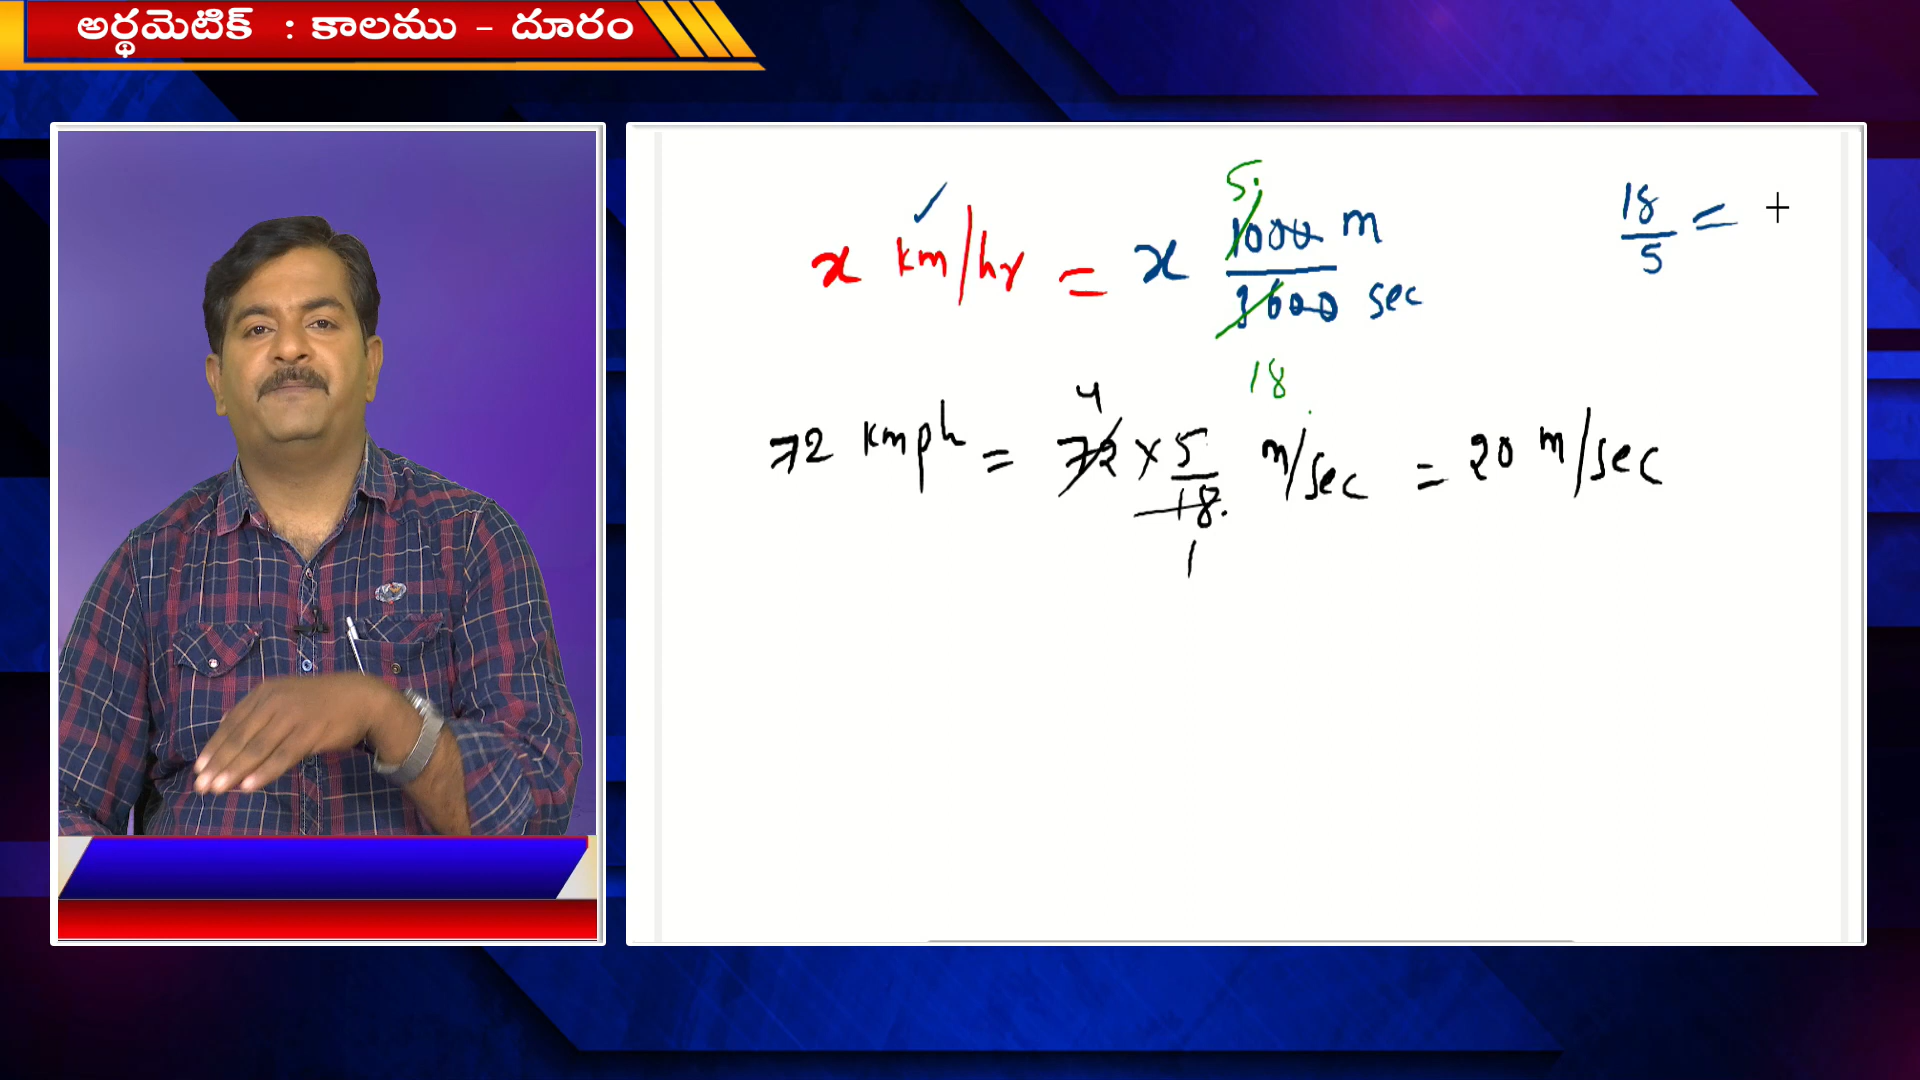 అర్థమెటిక్ : కాలము - దూరం
x km/hr = x 1000 m / 3600 sec
5
18
18/5 =
72 kmph = 72 × 5/18 m/sec = 20 m/sec
4
1